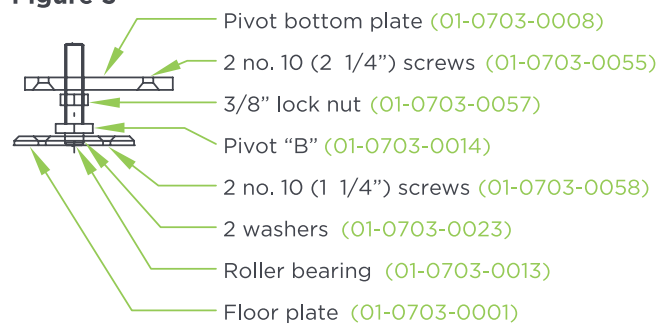 Pivot bottom plate (01-0703-0008)
2 no. 10 (2 1/4”) screws (01-0703-0055)
3/8” lock nut (01-0703-0057)
Pivot “B” (01-0703-0014)
2 no. 10 (1 1/4”) screws (01-0703-0058)
2 washers (01-0703-0023)
Roller bearing (01-0703-0013)
Floor plate (01-0703-0001)